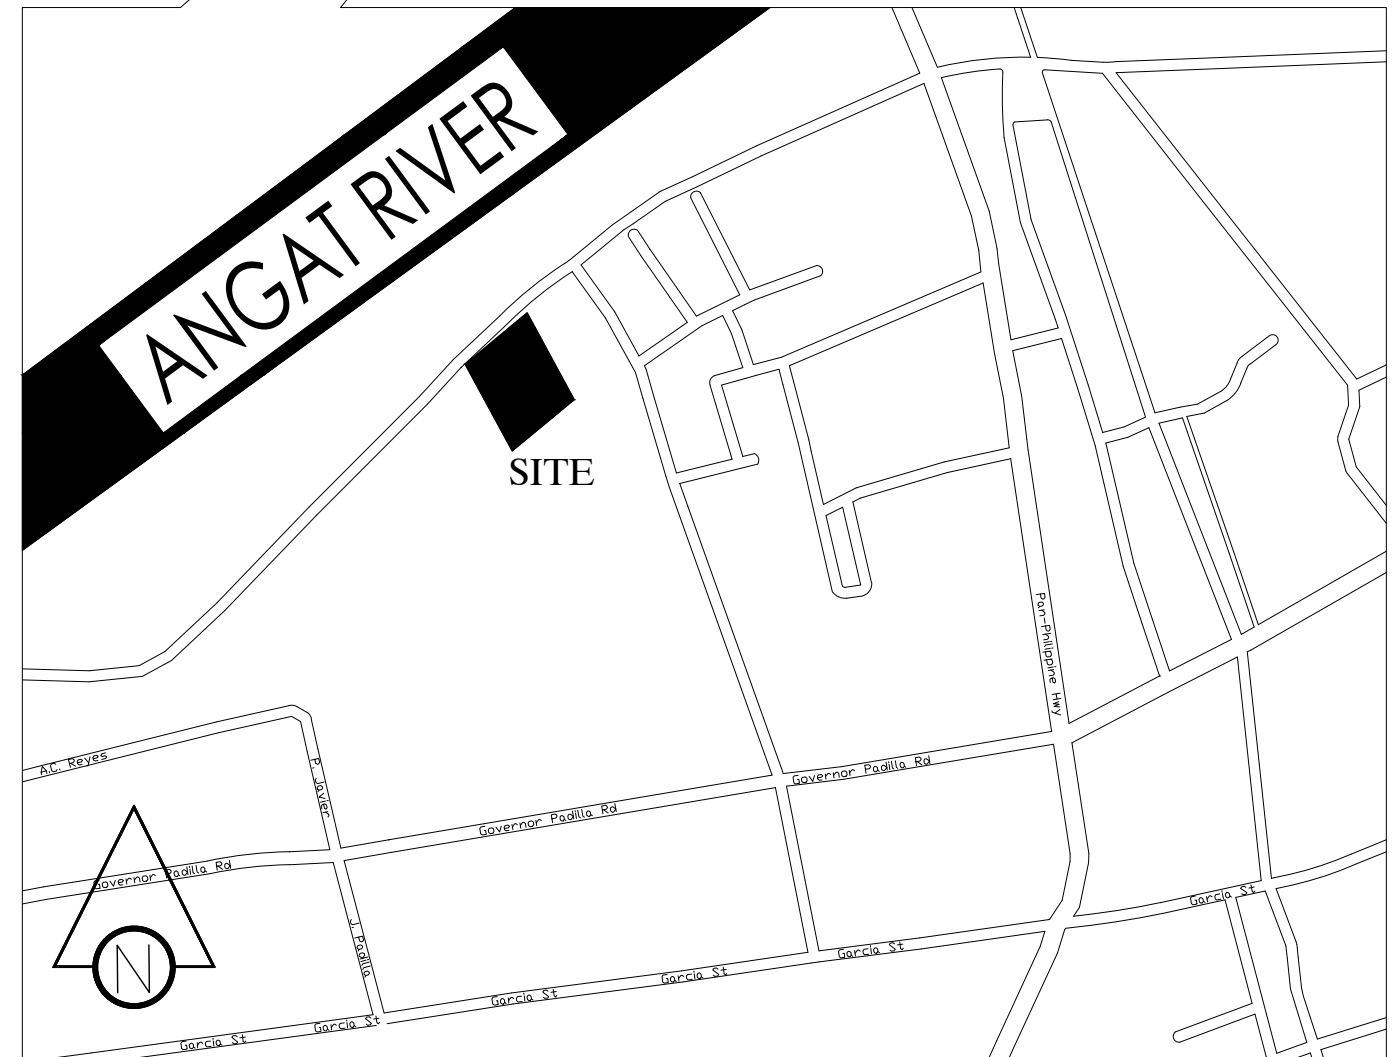 ANGAT RIVER
SITE
Pan-Philippine Hwy
A.C. Reyes
P. Javier
Governor Padilla Rd
Governor Padilla Rd
Governor Padilla Rd
Garcia St
J. Padilla
Garcia St
Garcia St
Garcia St
Garcia St
Garcia St
N